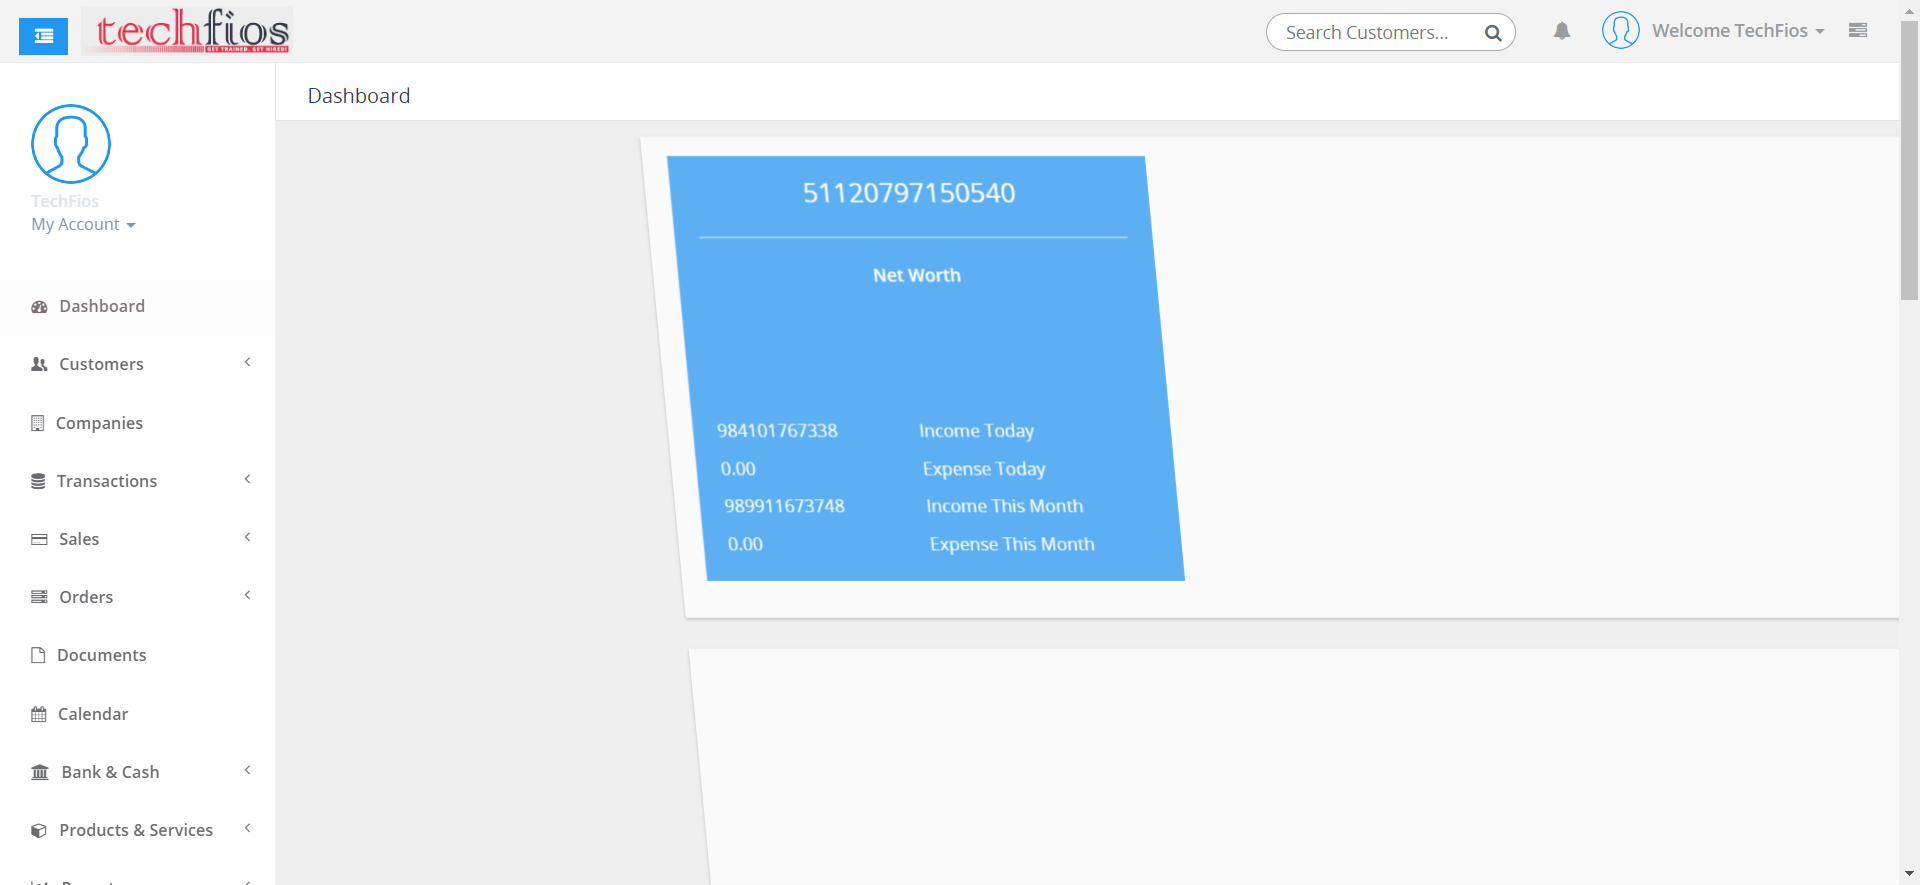 techfios
GET TRAINED. GET HIRED!
Search Customers...
Welcome TechFios
Dashboard
TechFios
My Account
Dashboard
Customers
Companies
Transactions
Sales
Orders
Documents
Calendar
Bank & Cash
Products & Services
51120797150540
Net Worth
984101767338 Income Today
0.00 Expense Today
989911673748 Income This Month
0.00 Expense This Month